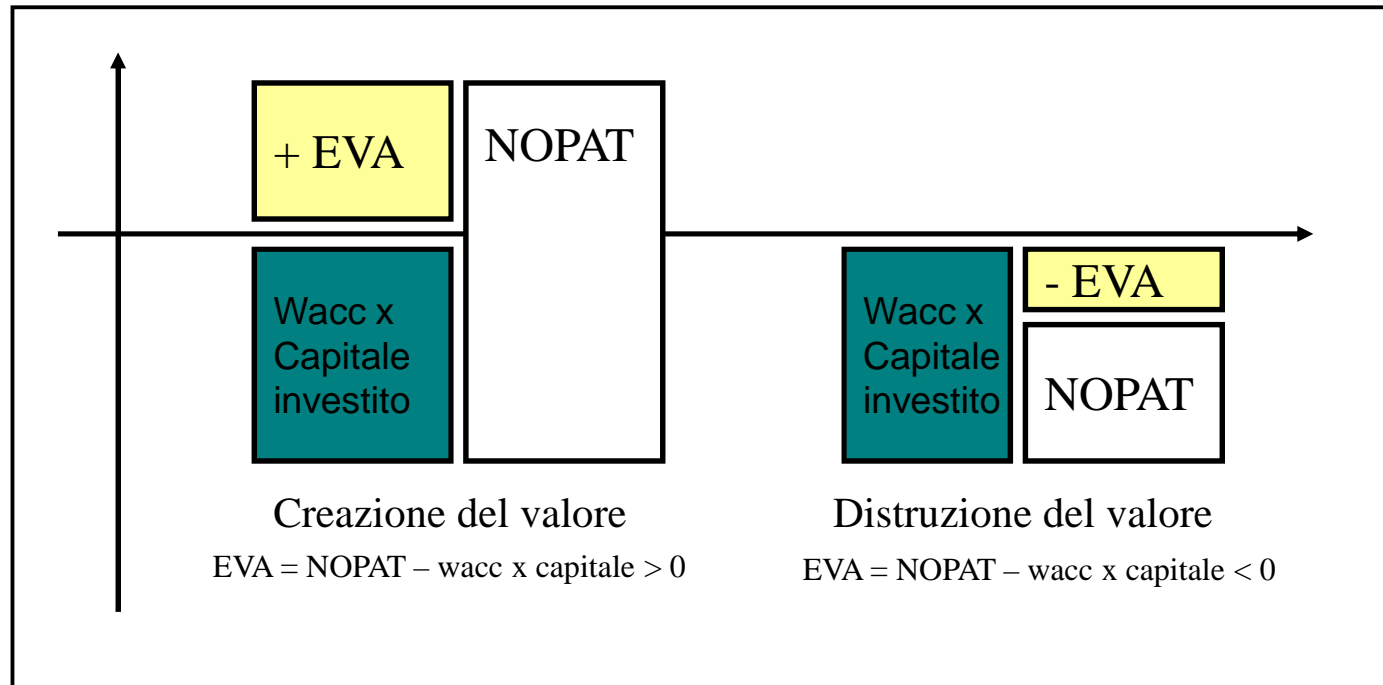 + EVA
NOPAT
Wacc x
Capitale
investito
Wacc x
Capitale
investito
- EVA
NOPAT
Creazione del valore
EVA = NOPAT – wacc x capitale > 0
Distruzione del valore
EVA = NOPAT – wacc x capitale < 0